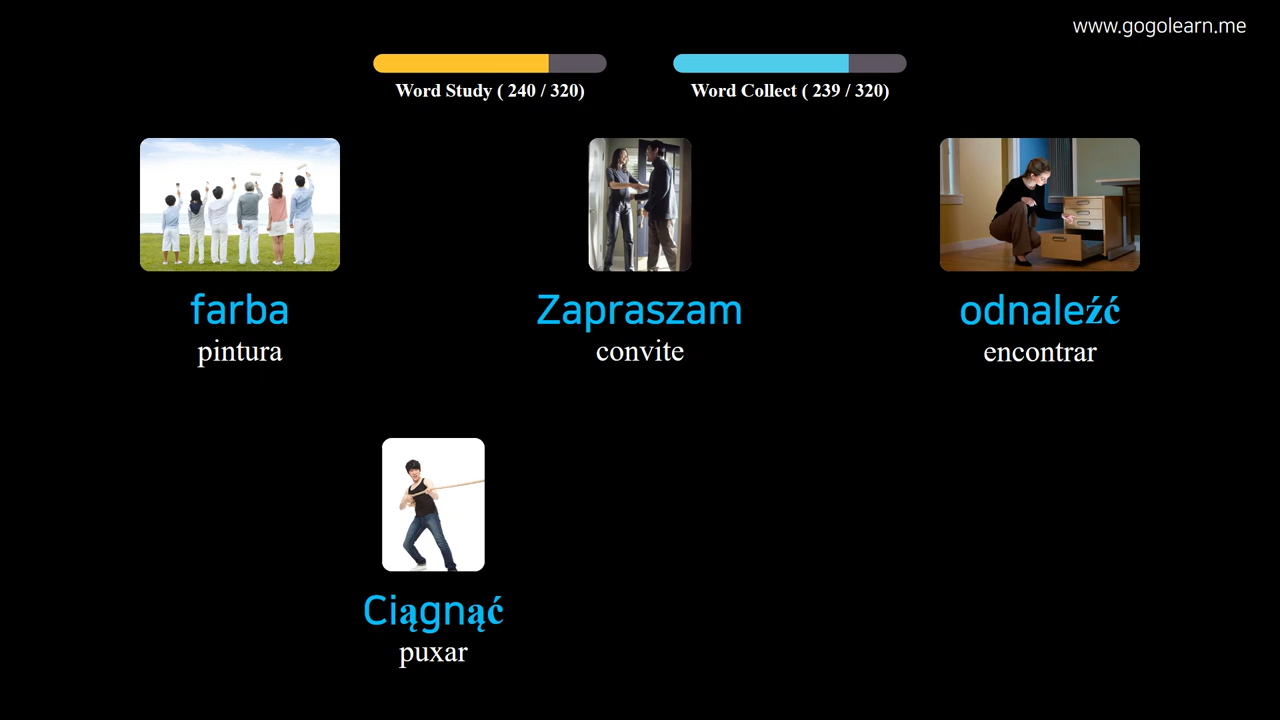 www.gogolearn.me
Word Study ( 240 / 320)
Word Collect ( 239 / 320)
farba
pintura
Zapraszam
convite
odnaleźć
encontrar
Ciągnąć
puxar